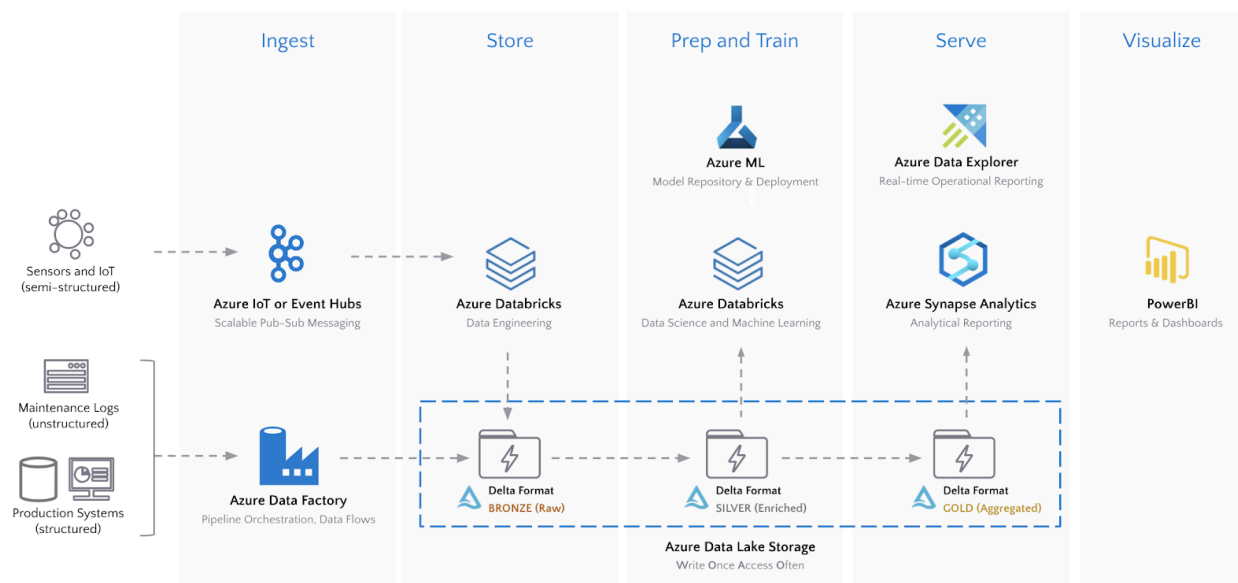 Ingest
Store
Prep and Train
Serve
Visualize
Azure ML
Model Repository & Deployment
Azure Data Explorer
Real-time Operational Reporting
Sensors and IoT
(semi-structured)
Azure IoT or Event Hubs
Scalable Pub-Sub Messaging
Azure Databricks
Data Engineering
Azure Databricks
Data Science and Machine Learning
Azure Synapse Analytics
Analytical Reporting
PowerBI
Reports & Dashboards
Maintenance Logs
(unstructured)
Production Systems
(structured)
Azure Data Factory
Pipeline Orchestration, Data Flows
Delta Format
BRONZE (Raw)
Delta Format
SILVER (Enriched)
Delta Format
GOLD (Aggregated)
Azure Data Lake Storage
Write Once Access Often